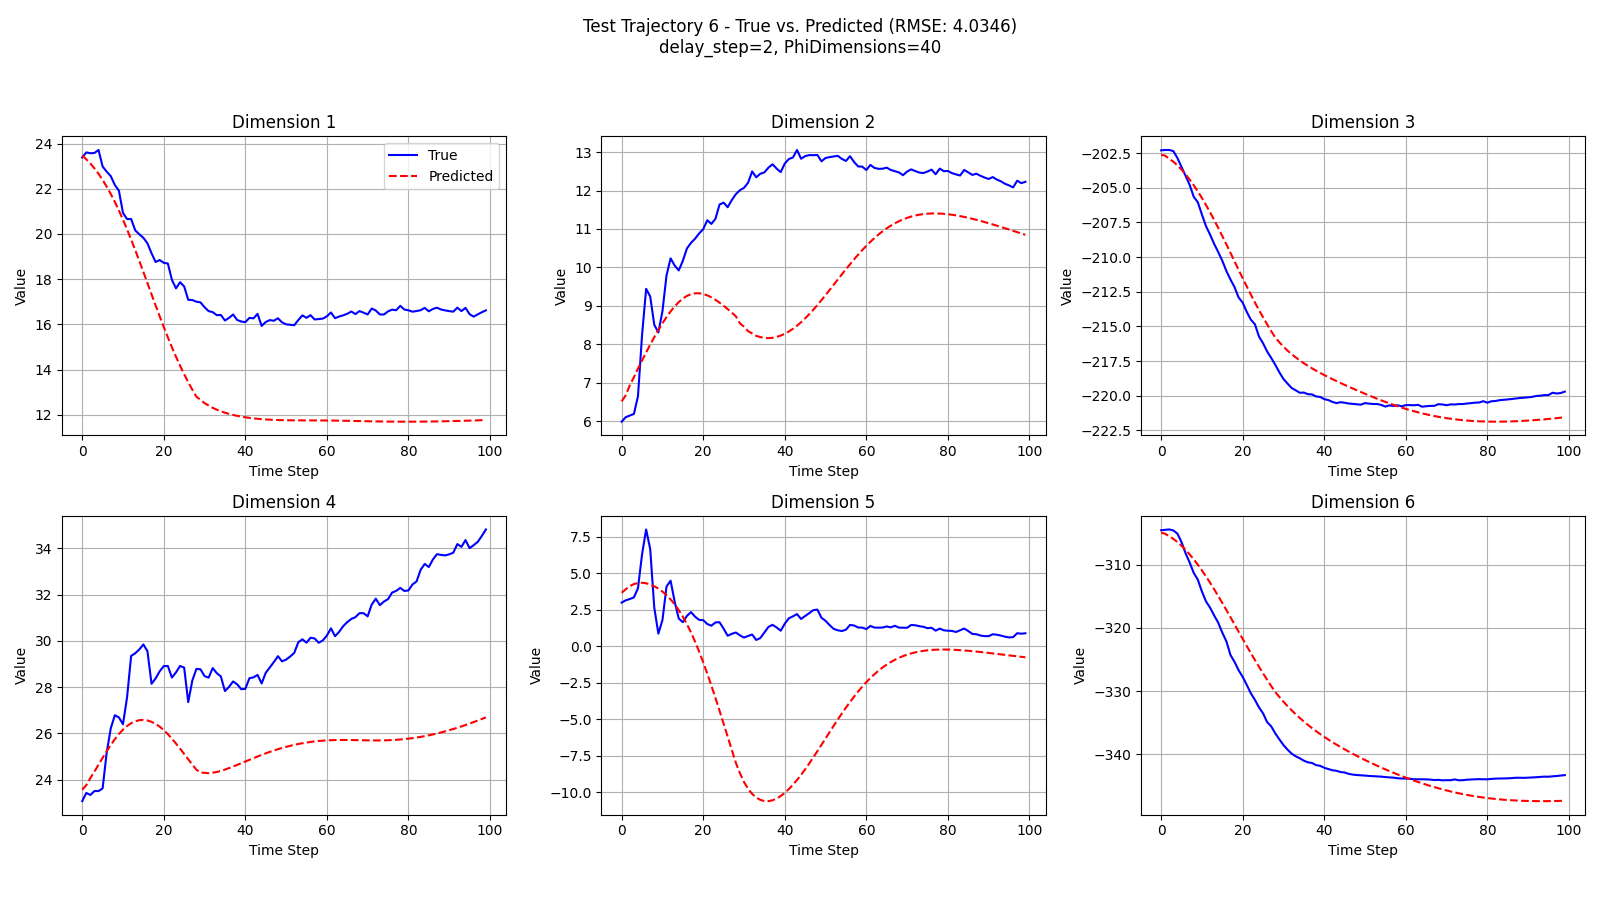 Test Trajectory 6 - True vs. Predicted (RMSE: 4.0346)
delay_step=2, PhiDimensions=40
Dimension 1
24
22
20
18
16
14
12
Value
0 20 40 60 80 100
Time Step
True
Predicted
Dimension 2
13
12
11
10
9
8
7
6
Value
0 20 40 60 80 100
Time Step
Dimension 3
−202.5
−205.0
−207.5
−210.0
−212.5
−215.0
−217.5
−220.0
−222.5
Value
0 20 40 60 80 100
Time Step
Dimension 4
34
32
30
28
26
24
Value
0 20 40 60 80 100
Time Step
Dimension 5
7.5
5.0
2.5
0.0
−2.5
−5.0
−7.5
−10.0
Value
0 20 40 60 80 100
Time Step
Dimension 6
−310
−320
−330
−340
Value
0 20 40 60 80 100
Time Step